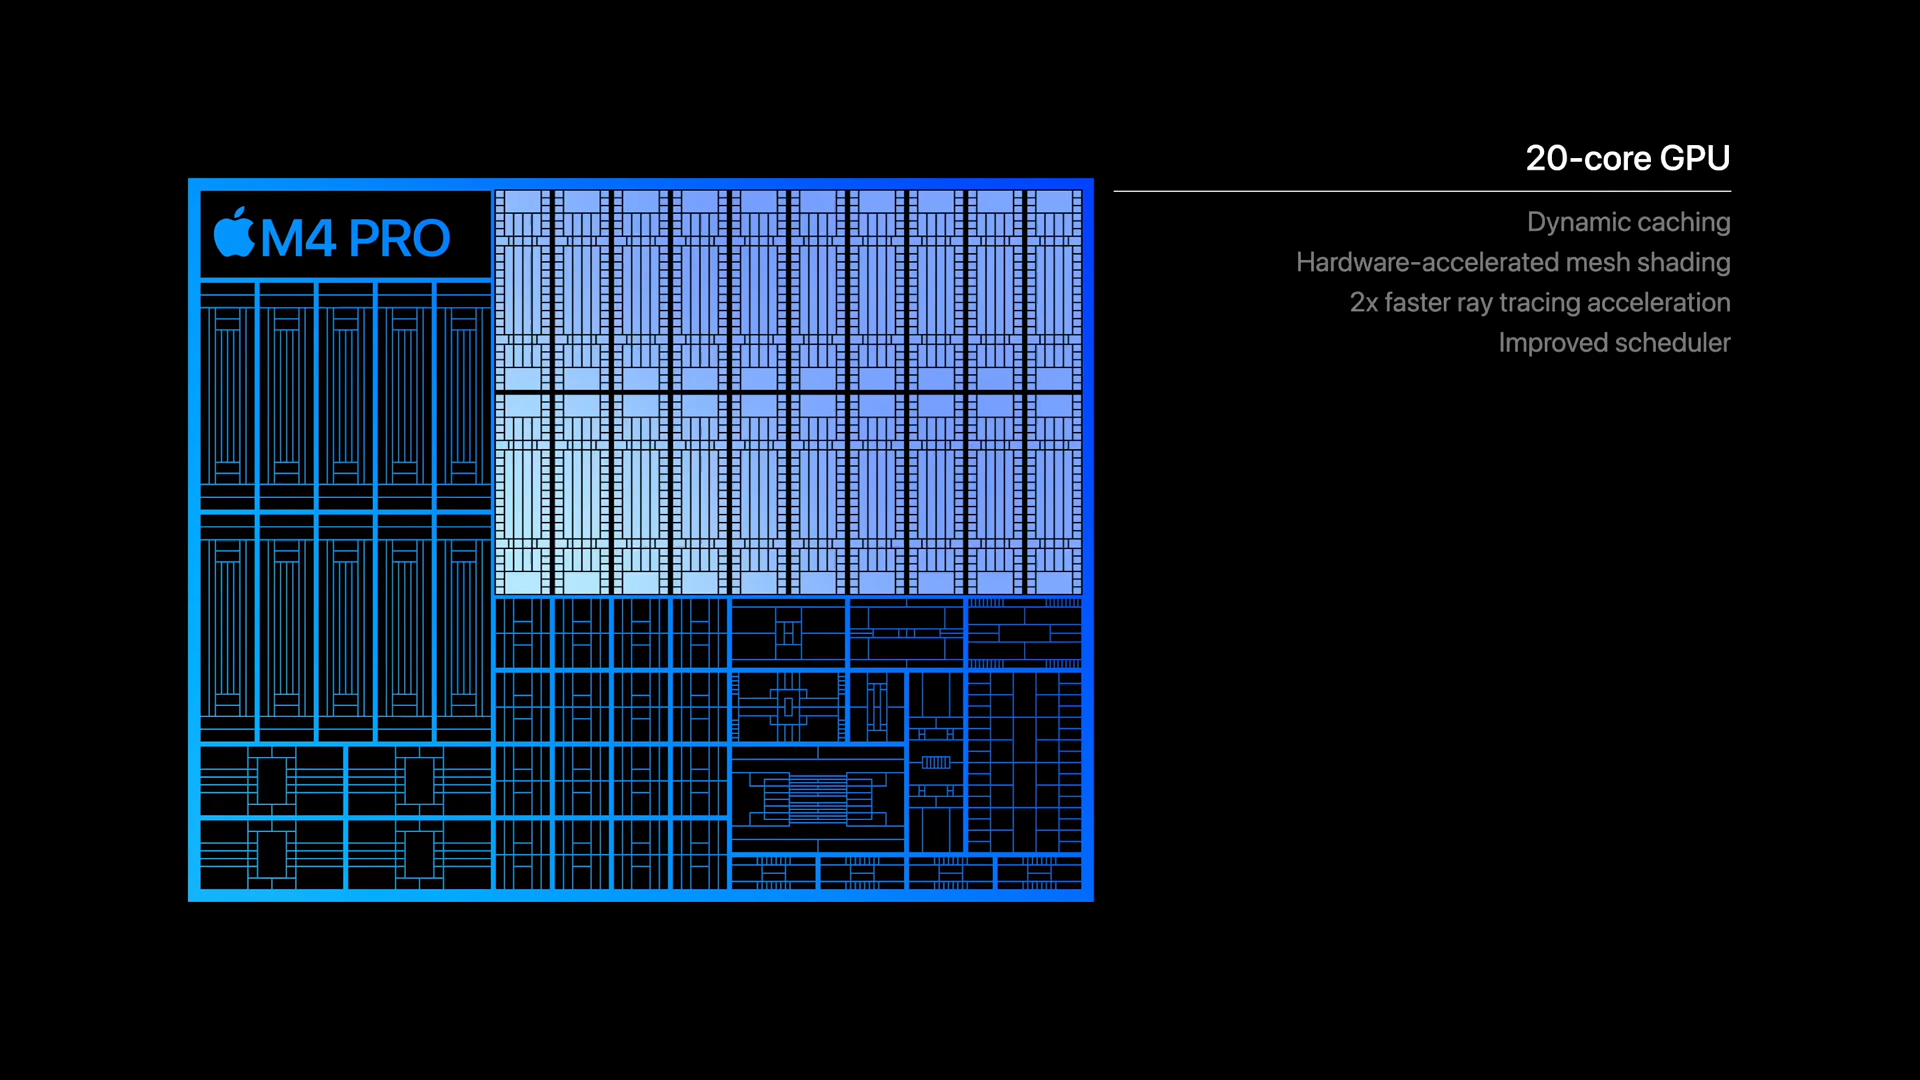 M4 PRO
20-core GPU
Dynamic caching
Hardware-accelerated mesh shading
2x faster ray tracing acceleration
Improved scheduler